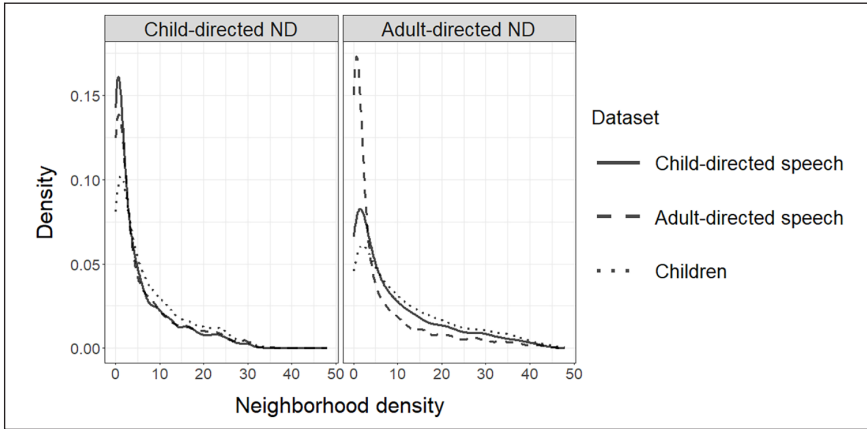 Child-directed ND
Adult-directed ND
0.15
0.10
0.05
0.00
Density
0 10 20 30 40 50
0 10 20 30 40 50
Neighborhood density
Dataset
Child-directed speech
Adult-directed speech
Children